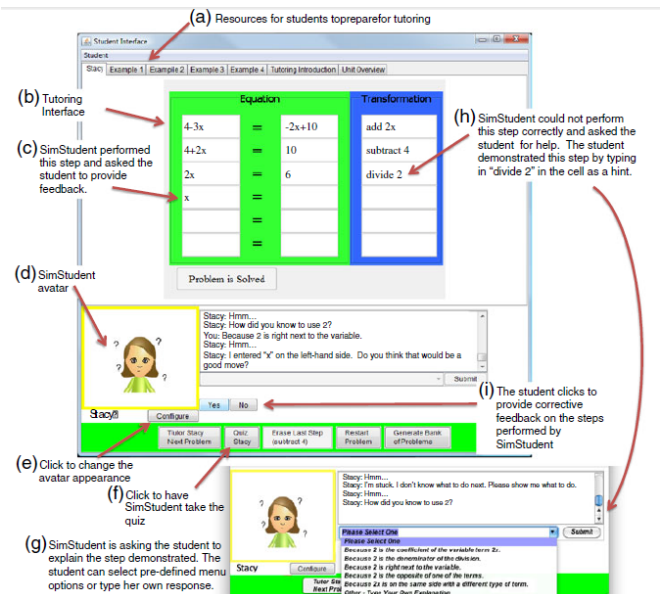 (a) Resources for students topreparefor tutoring
Student Interface
Student
Stacy Example 1 Example 2 Example 3 Example 4 Tutoring Introduction Unit Overview
(b) Tutoring
Interface
Equation Transformation
4-3x = -2x+10 add 2x
4+2x = 10 subtract 4
2x = 6 divide 2
x =
=
=
(c) SimStudent performed
this step and asked the
student to provide
feedback.
(h) SimStudent could not perform
this step correctly and asked the
student for help. The student
demonstrated this step by typing
in “divide 2” in the cell as a hint.
Problem is Solved
(d) SimStudent
avatar
? ? ? ?
Stacy: Hmm...
Stacy: How did you know to use 2?
You: Because 2 is right next to the variable.
Stacy: Hmm...
Stacy: I entered "x" on the left-hand side. Do you think that would be a
good move?
Submit
Yes No
Stacy
Configure
(i) The student clicks to
provide corrective
feedback on the steps
performed by
SimStudent
Tutor Stacy
Next Problem
Quiz
Stacy
Erase Last Step
(subtract 4)
Restart
Problem
Generate Bank
of Problems
(e) Click to change the
avatar appearance
(f) Click to have
SimStudent take the
quiz
(g) SimStudent is asking the student to
explain the step demonstrated. The
student can select pre-defined menu
options or type her own response.
? ? ? ?
Stacy: Hmm...
Stacy: I'm stuck. I don't know what to do next. Please show me what to do.
Stacy: Hmm...
Stacy: How did you know to use 2?
Please Select One
Submit
Please Select One
Because 2 is the coefficient of the variable term 2x.
Because 2 is the denominator of the division.
Because 2 is right next to the variable.
Because 2 is the opposite of one of the terms.
Because 2x is on the same side with a different type of term.
Other - Type Your Own Explanation
Stacy
Configure